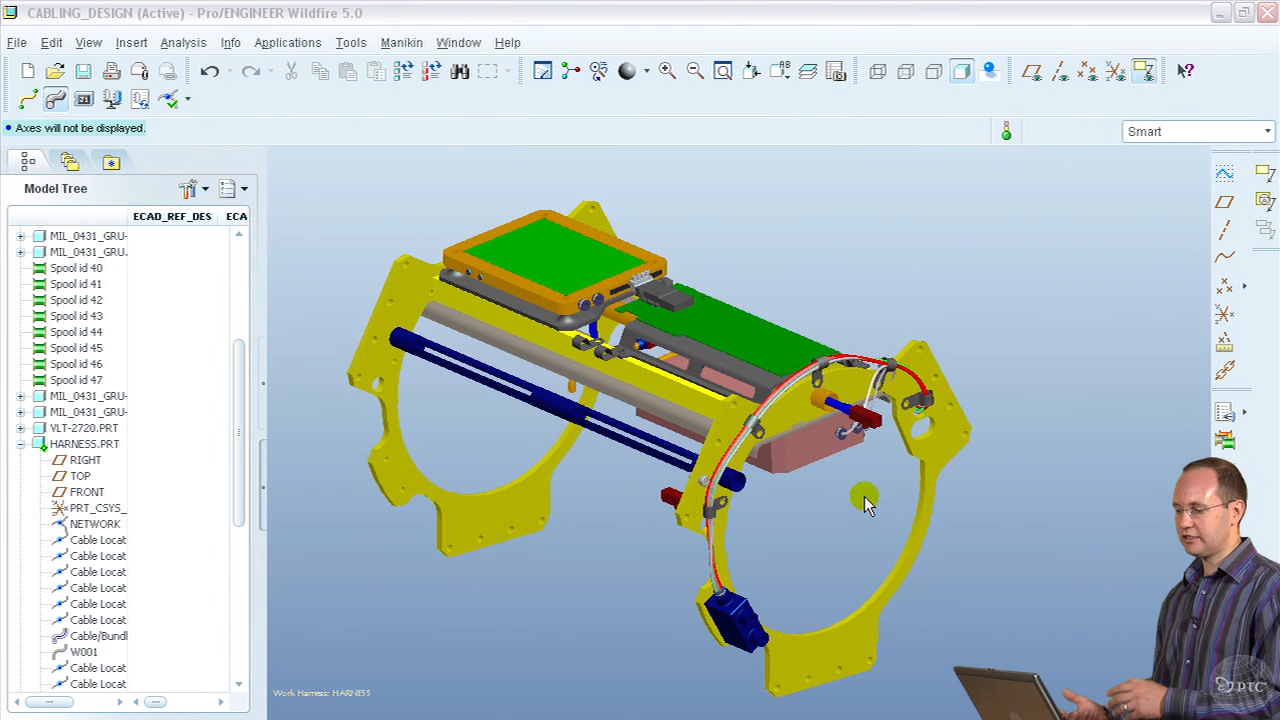 CABLING_DESIGN (Active) - Pro/ENGINEER Wildfire 5.0
File Edit View Insert Analysis Info Applications Tools Manikin Window Help
Axes will not be displayed.
Smart
Model Tree
ECAD_REF_DES ECA
MIL_0431_GRU-
MIL_0431_GRU.
Spool id 40
Spool id 41
Spool id 42
Spool id 43
Spool id 44
Spool id 45
Spool id 46
Spool id 47
MIL_0431_GRU-
MIL_0431_GRU-
VLT-2720.PRT
HARNESS.PRT
RIGHT
TOP
FRONT
PRT_CSYS_
NETWORK
Cable Locat
Cable Locat
Cable Locat
Cable Locat
Cable Locat
Cable Locat
Cable/Bundl
W001
Cable Locat
Cable Locat
Work Harness: HARNESS
PTC